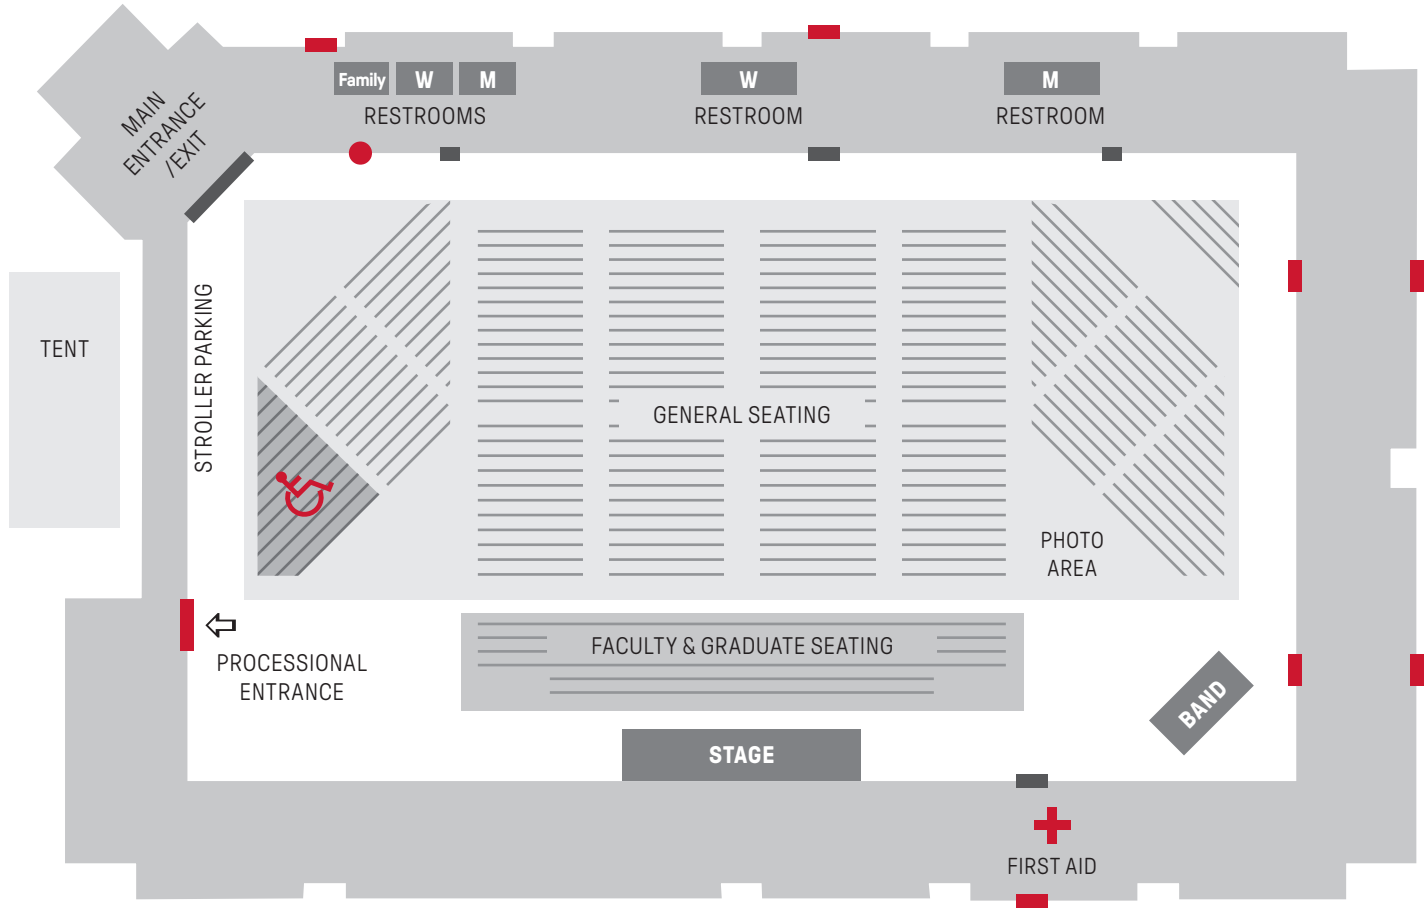 MAIN
ENTRANCE
/EXIT
Family
W
M
RESTROOMS
W
RESTROOM
M
RESTROOM
TENT
STROLLER PARKING
GENERAL SEATING
PHOTO
AREA
PROCESSIONAL
ENTRANCE
FACULTY & GRADUATE SEATING
BAND
STAGE
FIRST AID